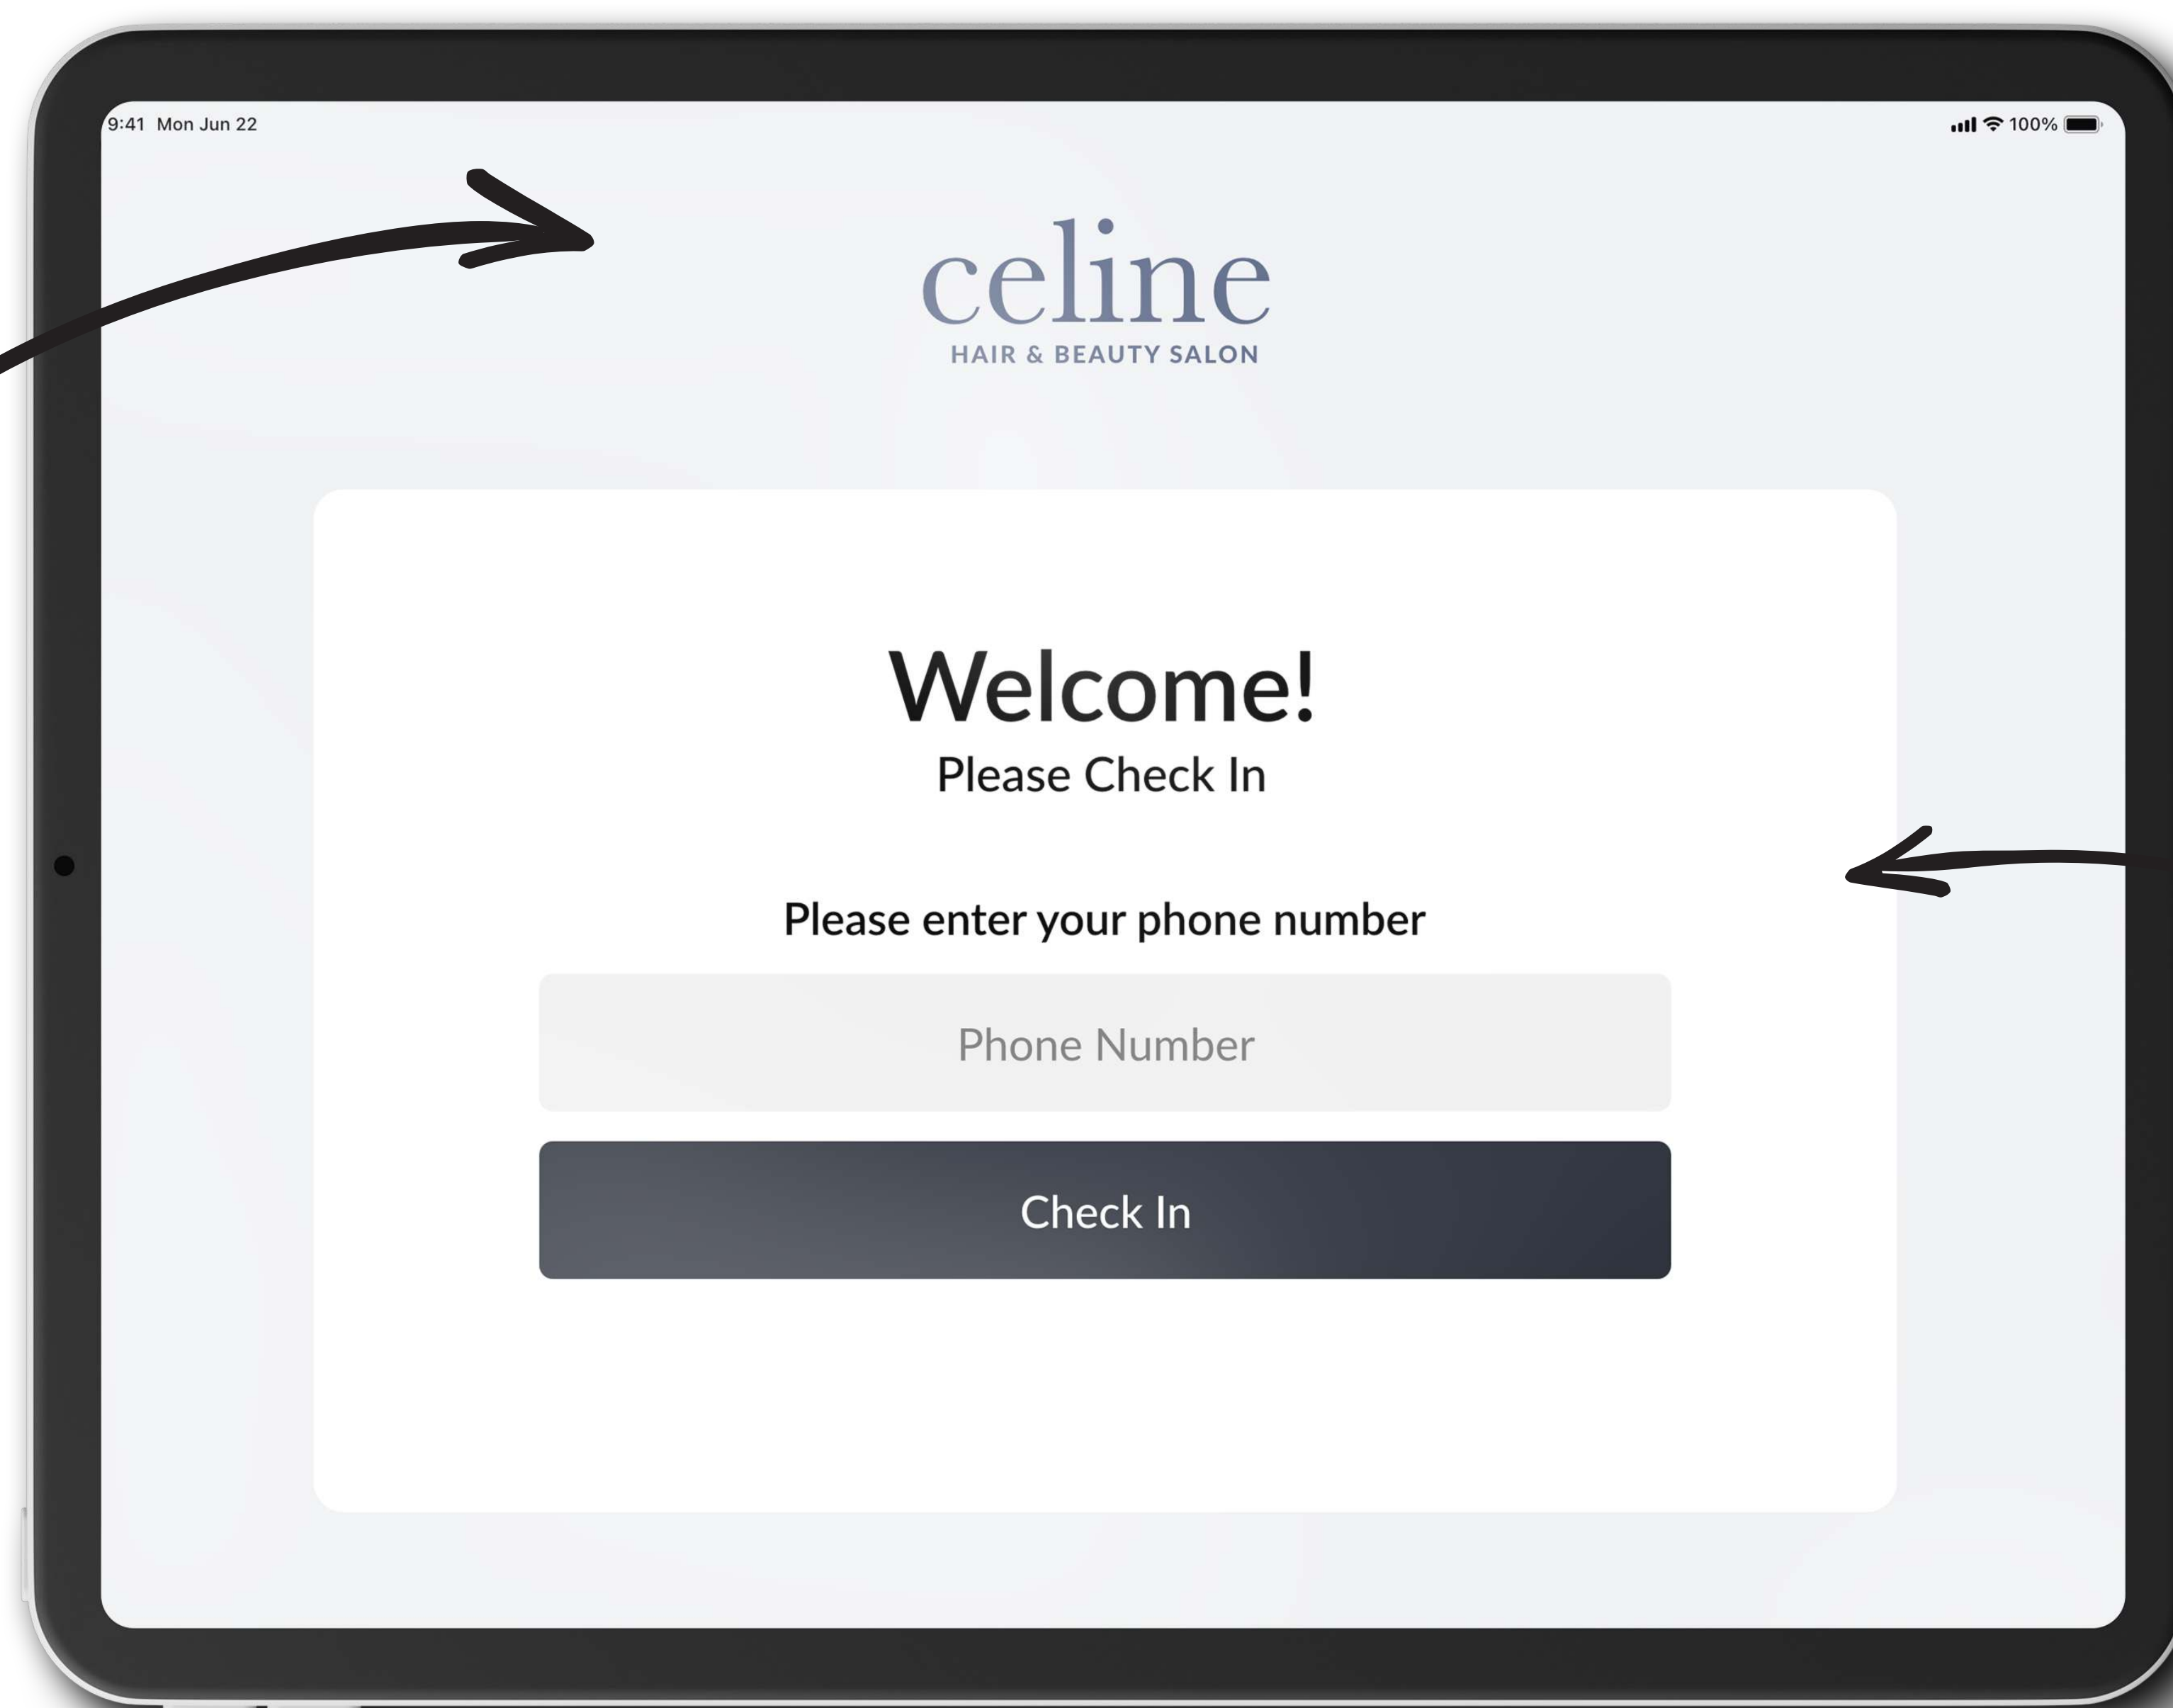 9:41 Mon Jun 22
100%
celine
HAIR & BEAUTY SALON
Welcome!
Please Check In
Please enter your phone number
Phone Number
Check In